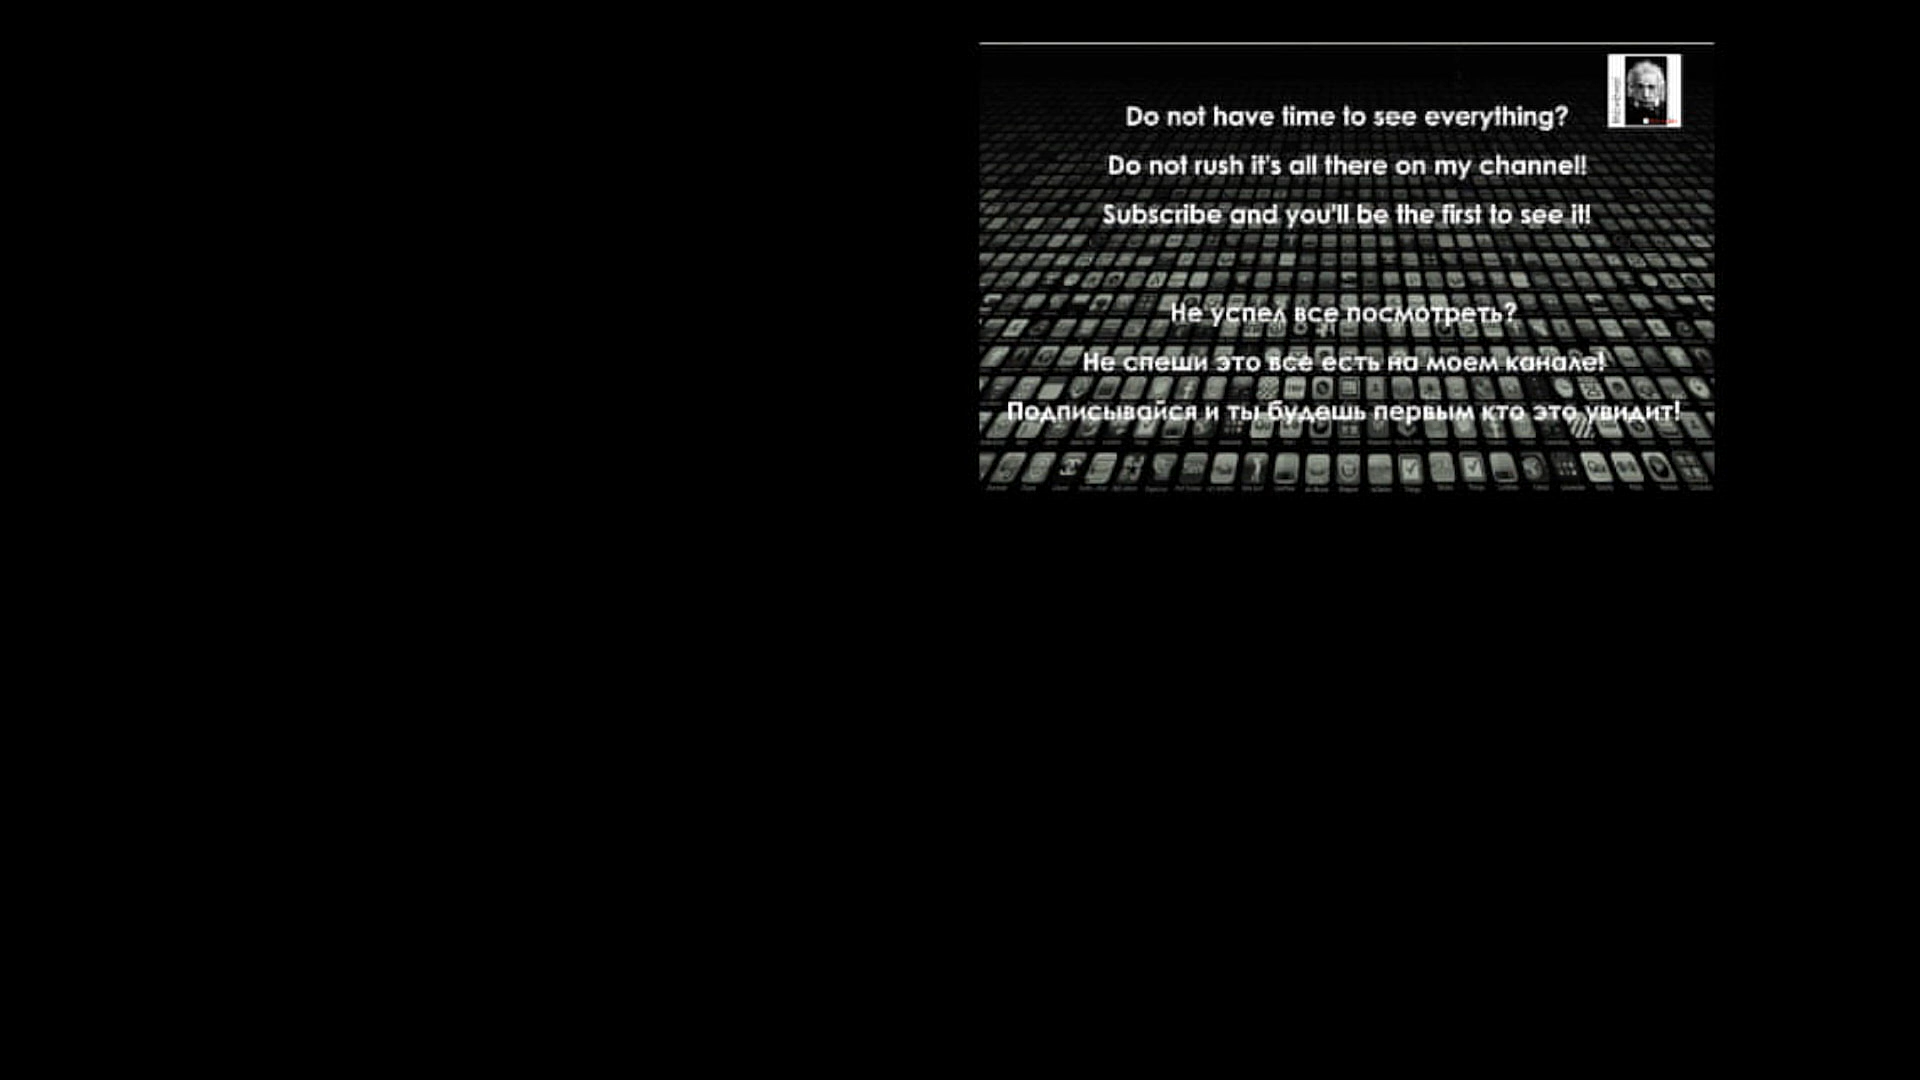 Do not have time to see everything?
Do not rush it's all there on my channel!
Subscribe and you'll be the first to see it!
Не успел все посмотреть?
Не спеши это все есть на моем канале!
Подписывайся и ты будешь первым кто это увидит!